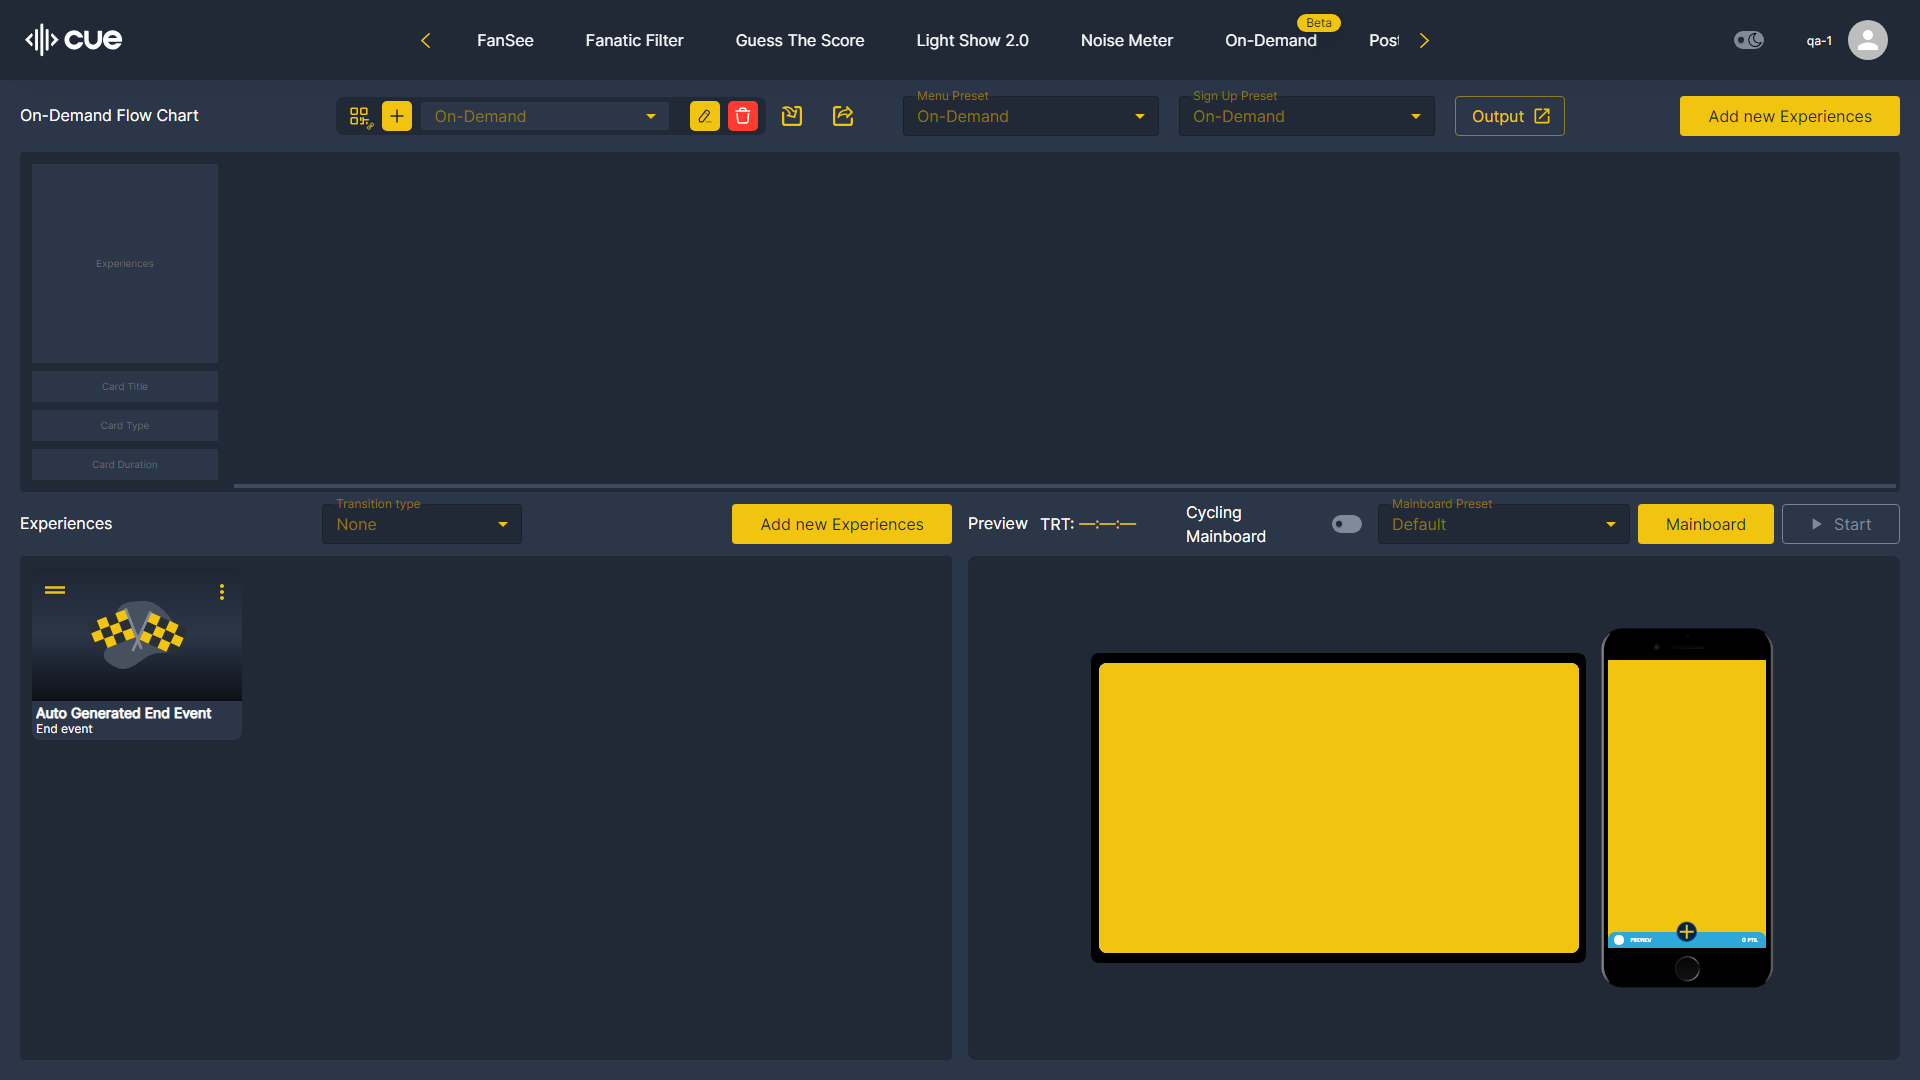 cue
FanSee
Fanatic Filter
Guess The Score
Light Show 2.0
Noise Meter
On-Demand
Beta
Pos
qa-1
On-Demand Flow Chart
On-Demand
Menu Preset
On-Demand
Sign Up Preset
On-Demand
Output
Add new Experiences
Experiences
Card Title
Card Type
Card Duration
Experiences
Transition type
None
Add new Experiences
Preview
TRT: —:—:—
Cycling
Mainboard
Mainboard Preset
Default
Mainboard
Start
Auto Generated End Event
End event
PREVIEW
0 PTS.